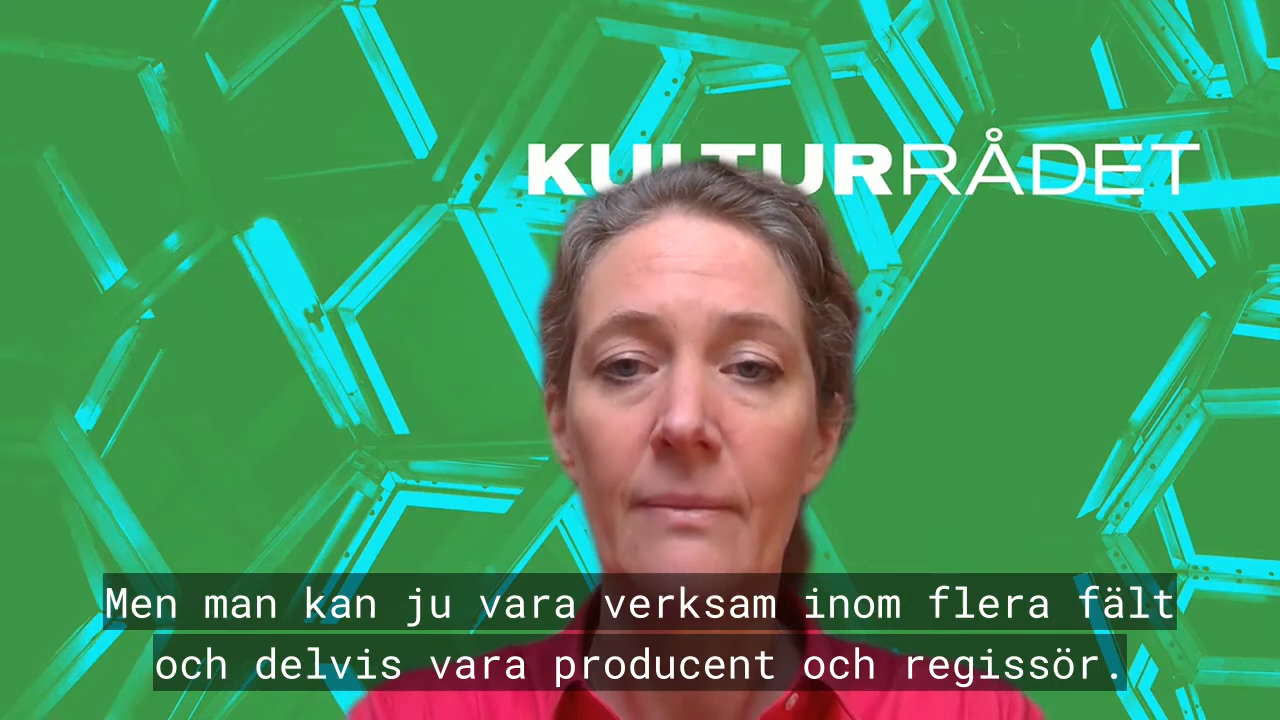 KULTURRÅDET
Men man kan ju vara verksam inom flera fält
och delvis vara producent och regissör.